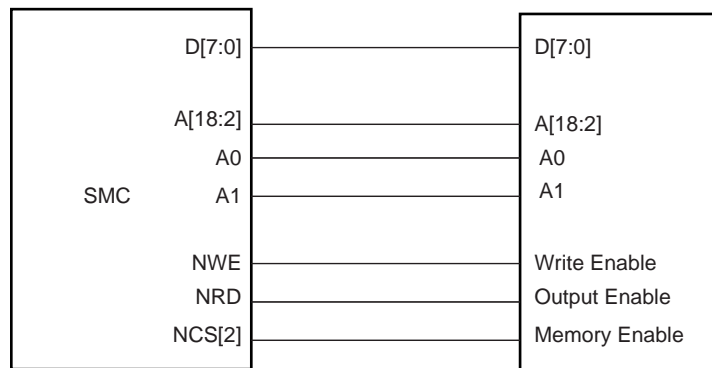 D[7:0] D[7:0]
A[18:2] A[18:2]
A0 A0
SMC A1 A1
NWE Write Enable
NRD Output Enable
NCS[2] Memory Enable